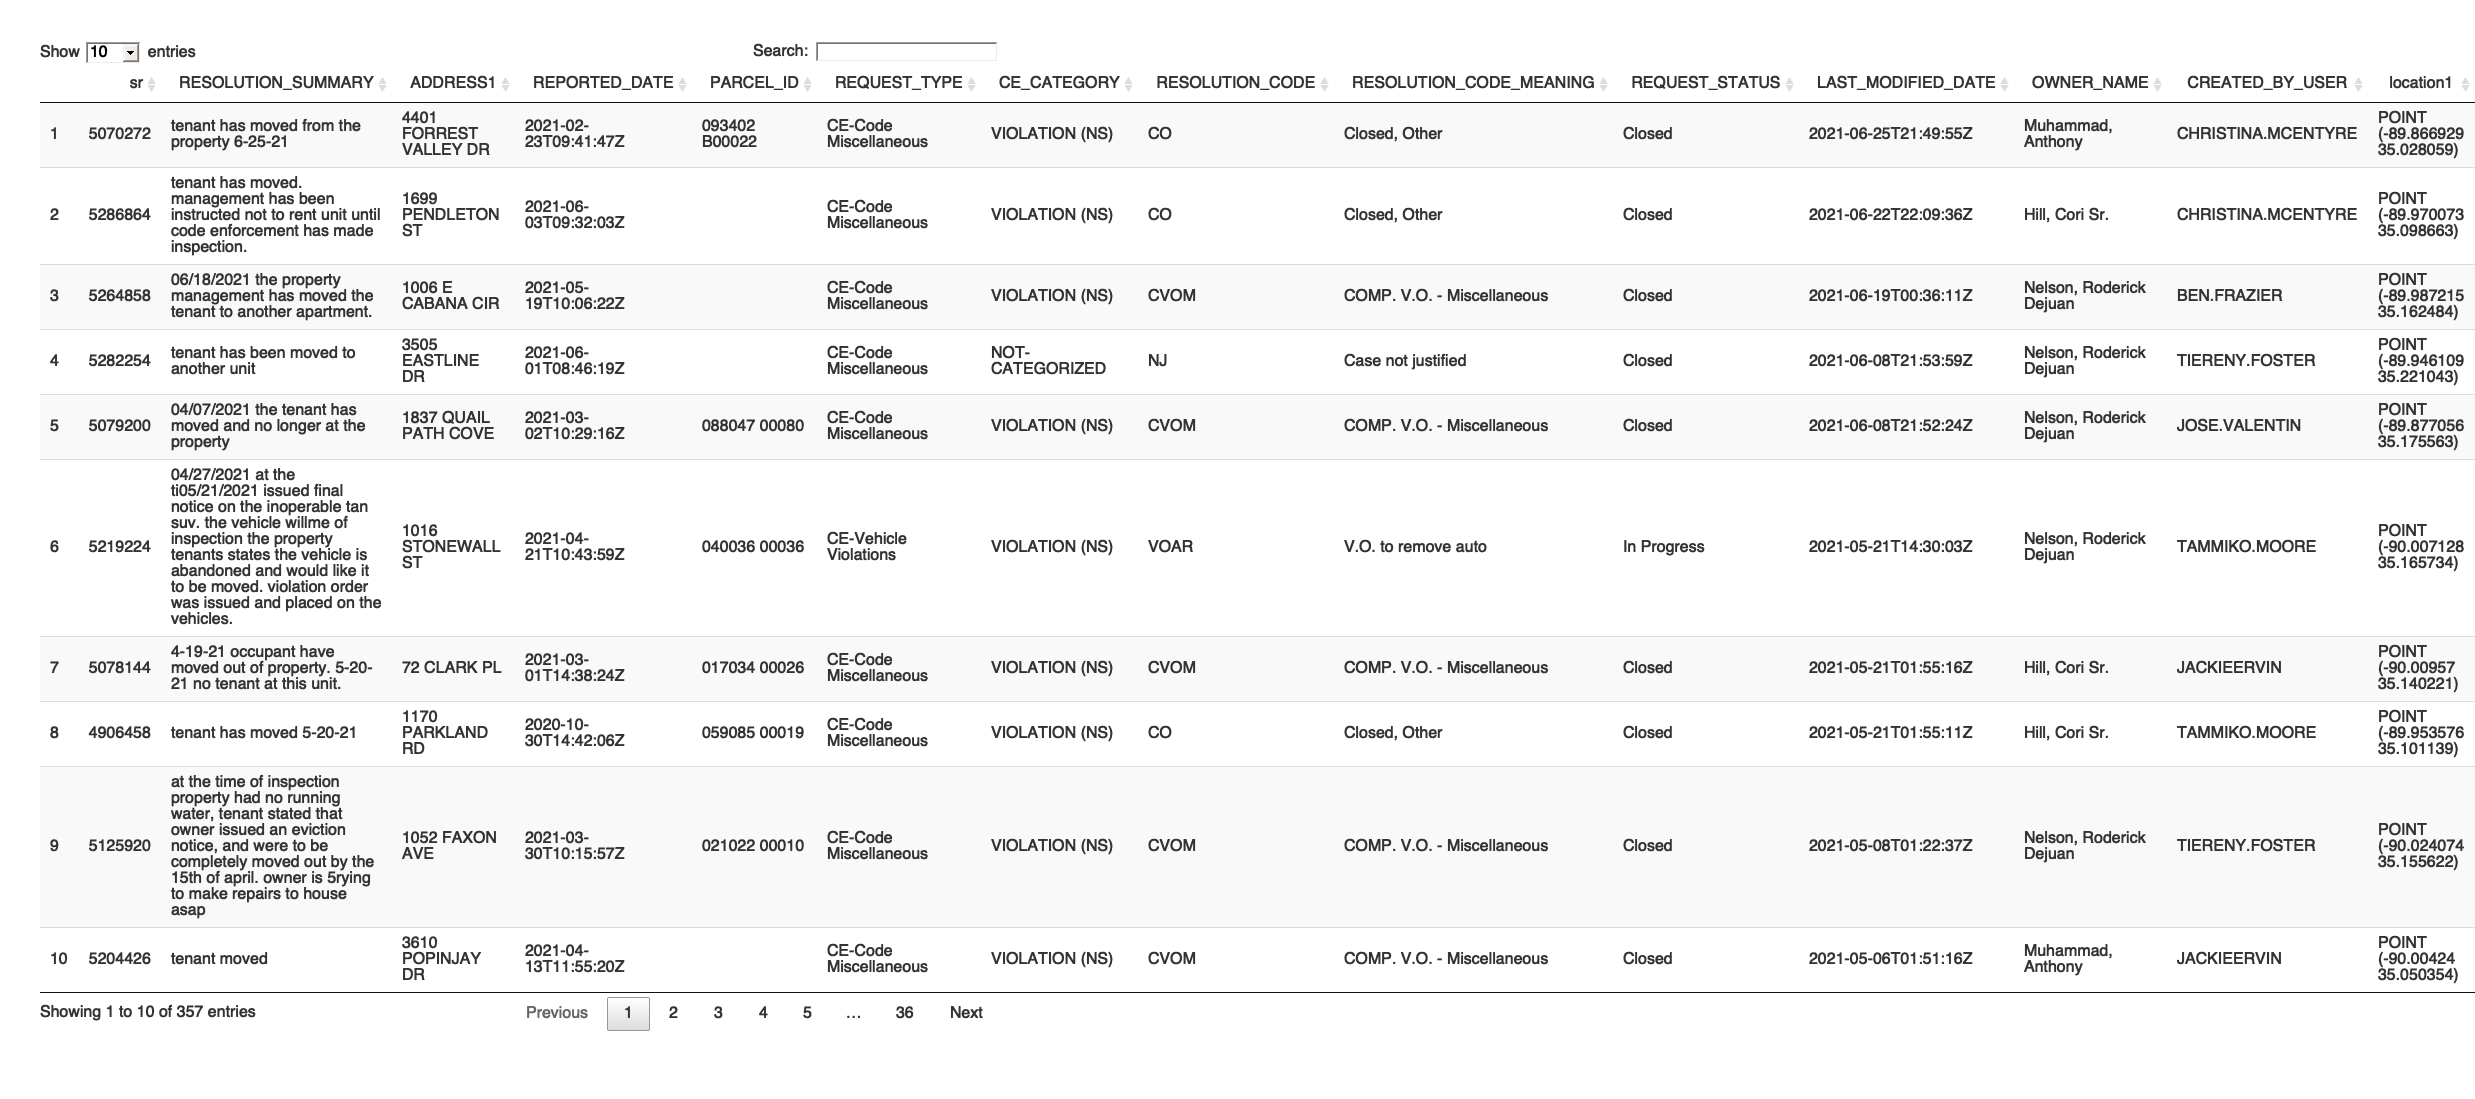 Show 10 entries Search:
sr RESOLUTION_SUMMARY ADDRESS1 REPORTED_DATE PARCEL_ID REQUEST_TYPE CE_CATEGORY RESOLUTION_CODE RESOLUTION_CODE_MEANING REQUEST_STATUS LAST_MODIFIED_DATE OWNER_NAME CREATED_BY_USER location1
1 5070272
tenant has moved from the
property 6-25-21
4401
FORREST
VALLEY DR
2021-02-
23T09:41:47Z
093402
B00022
CE-Code
Miscellaneous
VIOLATION (NS) CO Closed, Other Closed 2021-06-25T21:49:55Z
Muhammad,
Anthony
CHRISTINA.MCENTYRE
POINT
(-89.866929
35.028059)
2 5286864
tenant has moved.
management has been
instructed not to rent unit until
code enforcement has made
inspection.
1699
PENDLETON
ST
2021-06-
03T09:32:03Z
CE-Code
Miscellaneous
VIOLATION (NS) CO Closed, Other Closed 2021-06-22T22:09:36Z Hill, Cori Sr. CHRISTINA.MCENTYRE
POINT
(-89.970073
35.098663)
3 5264858
06/18/2021 the property
management has moved the
tenant to another apartment.
1006 E
CABANA CIR
2021-05-
19T10:06:22Z
CE-Code
Miscellaneous
VIOLATION (NS) CVOM COMP. V.O. - Miscellaneous Closed 2021-06-19T00:36:11Z
Nelson, Roderick
Dejuan
BEN.FRAZIER
POINT
(-89.987215
35.162484)
4 5282254
tenant has been moved to
another unit
3505
EASTLINE
DR
2021-06-
01T08:46:19Z
CE-Code
Miscellaneous
NOT-
CATEGORIZED
NJ Case not justified Closed 2021-06-08T21:53:59Z
Nelson, Roderick
Dejuan
TIERENY.FOSTER
POINT
(-89.946109
35.221043)
5 5079200
04/07/2021 the tenant has
moved and no longer at the
property
1837 QUAIL
PATH COVE
2021-03-
02T10:29:16Z
088047 00080
CE-Code
Miscellaneous
VIOLATION (NS) CVOM COMP. V.O. - Miscellaneous Closed 2021-06-08T21:52:24Z
Nelson, Roderick
Dejuan
JOSE.VALENTIN
POINT
(-89.877056
35.175563)
6 5219224
04/27/2021 at the
ti05/21/2021 issued final
notice on the inoperable tan
suv. the vehicle willme of
inspection the property
tenants states the vehicle is
abandoned and would like it
to be moved. violation order
was issued and placed on the
vehicles.
1016
STONEWALL
ST
2021-04-
21T10:43:59Z
040036 00036
CE-Vehicle
Violations
VIOLATION (NS) VOAR V.O. to remove auto In Progress 2021-05-21T14:30:03Z
Nelson, Roderick
Dejuan
TAMMIKO.MOORE
POINT
(-90.007128
35.165734)
7 5078144
4-19-21 occupant have
moved out of property. 5-20-
21 no tenant at this unit.
72 CLARK PL
2021-03-
01T14:38:24Z
017034 00026
CE-Code
Miscellaneous
VIOLATION (NS) CVOM COMP. V.O. - Miscellaneous Closed 2021-05-21T01:55:16Z Hill, Cori Sr. JACKIEERVIN
POINT
(-90.00957
35.140221)
8 4906458 tenant has moved 5-20-21
1170
PARKLAND
RD
2020-10-
30T14:42:06Z
059085 00019
CE-Code
Miscellaneous
VIOLATION (NS) CO Closed, Other Closed 2021-05-21T01:55:11Z Hill, Cori Sr. TAMMIKO.MOORE
POINT
(-89.953576
35.101139)
9 5125920
at the time of inspection
property had no running
water, tenant stated that
owner issued an eviction
notice, and were to be
completely moved out by the
15th of april. owner is 5rying
to make repairs to house
asap
1052 FAXON
AVE
2021-03-
30T10:15:57Z
021022 00010
CE-Code
Miscellaneous
VIOLATION (NS) CVOM COMP. V.O. - Miscellaneous Closed 2021-05-08T01:22:37Z
Nelson, Roderick
Dejuan
TIERENY.FOSTER
POINT
(-90.024074
35.155622)
10 5204426 tenant moved
3610
POPINJAY
DR
2021-04-
13T11:55:20Z
CE-Code
Miscellaneous
VIOLATION (NS) CVOM COMP. V.O. - Miscellaneous Closed 2021-05-06T01:51:16Z
Muhammad,
Anthony
JACKIEERVIN
POINT
(-90.00424
35.050354)
Showing 1 to 10 of 357 entries Previous 1 2 3 4 5 … 36 Next